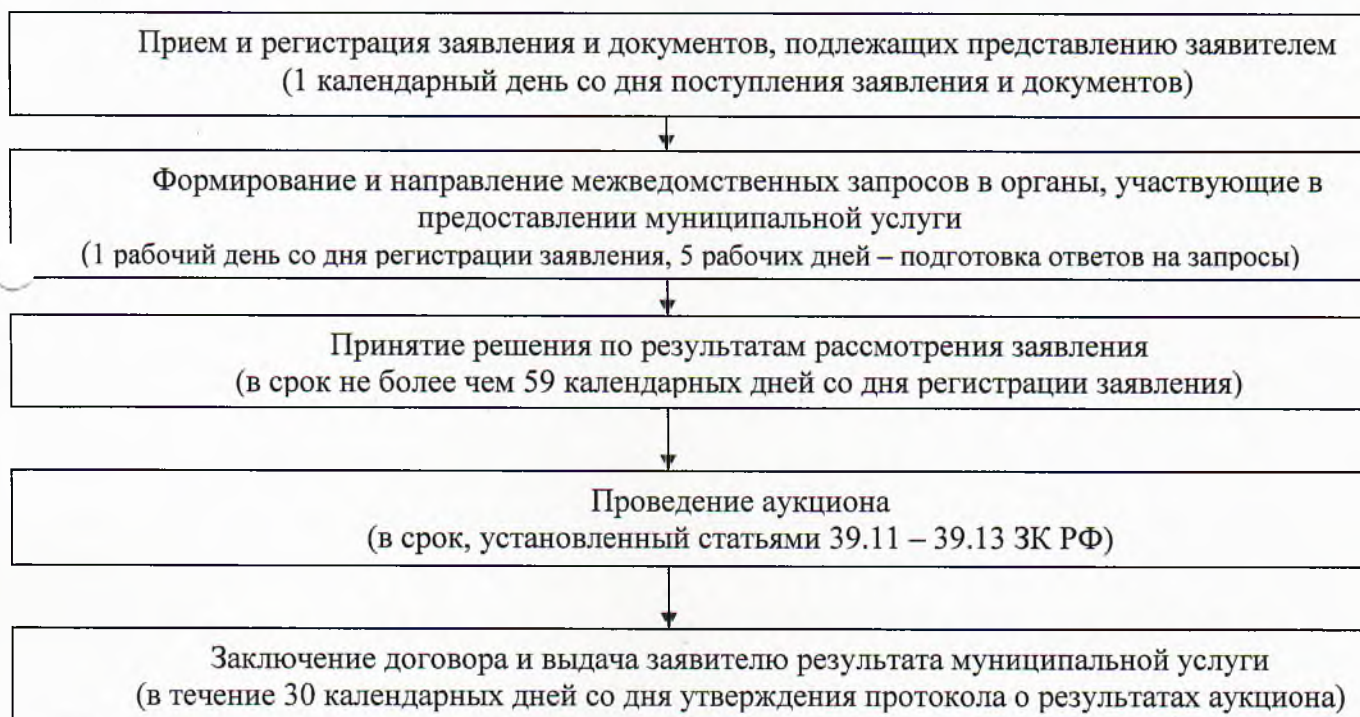 Прием и регистрация заявления и документов, подлежащих представлению заявителем
(1 календарный день со дня поступления заявления и документов)
Формирование и направление межведомственных запросов в органы, участвующие в
предоставлении муниципальной услуги
(1 рабочий день со дня регистрации заявления, 5 рабочих дней – подготовка ответов на запросы)
Принятие решения по результатам рассмотрения заявления
(в срок не более чем 59 календарных дней со дня регистрации заявления)
Проведение аукциона
(в срок, установленный статьями 39.11 – 39.13 ЗК РФ)
Заключение договора и выдача заявителю результата муниципальной услуги
(в течение 30 календарных дней со дня утверждения протокола о результатах аукциона)